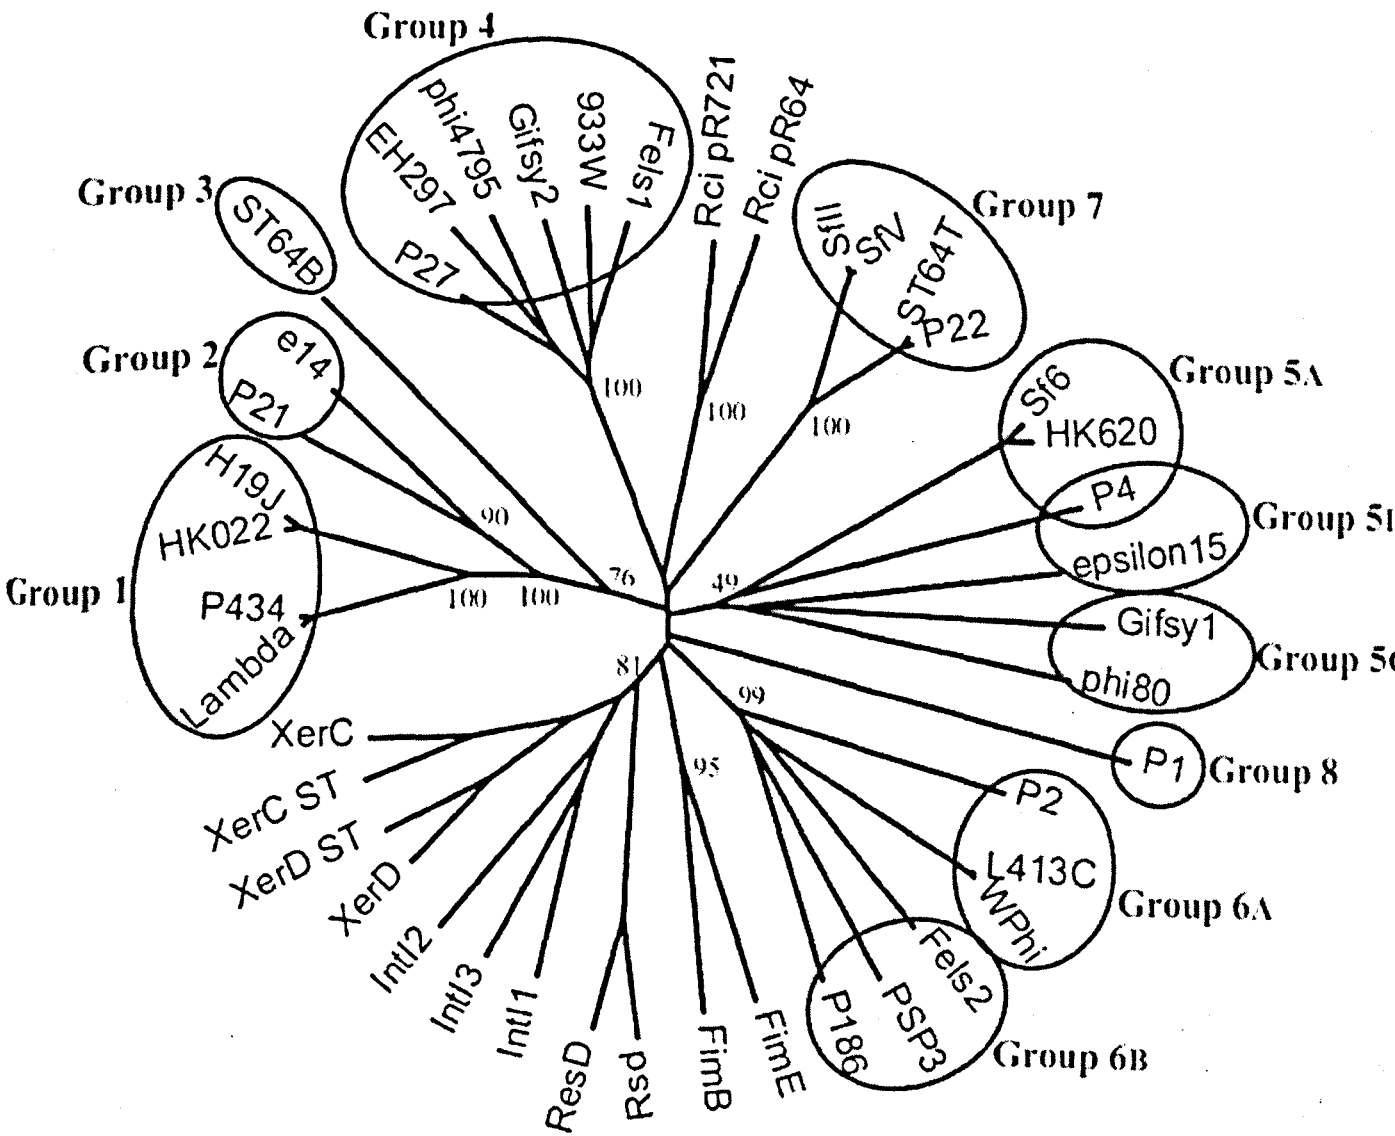 Group 4
phi4795
EH297
Gifsy2
933W
Fels1
P27
Rci pR721
Rci pR64
Group 3
ST64B
Group 7
SfII
SfV
ST64T
P22
Group 2
e14
P21
Group 5A
Sf6
HK620
P4
epsilon15
Group 5
Gifsy1
phi80
Group 5
Group 1
H19J
HK022
P434
Lambda
100
100
100
90
100
100
76
49
81
99
95
P1
Group 8
P2
L413C
WPhi
Group 6A
Fels2
PSP3
P186
Group 6B
XerC
XerC ST
XerD ST
XerD
IntI2
IntI3
IntI1
ResD
Rsd
FimB
FimE